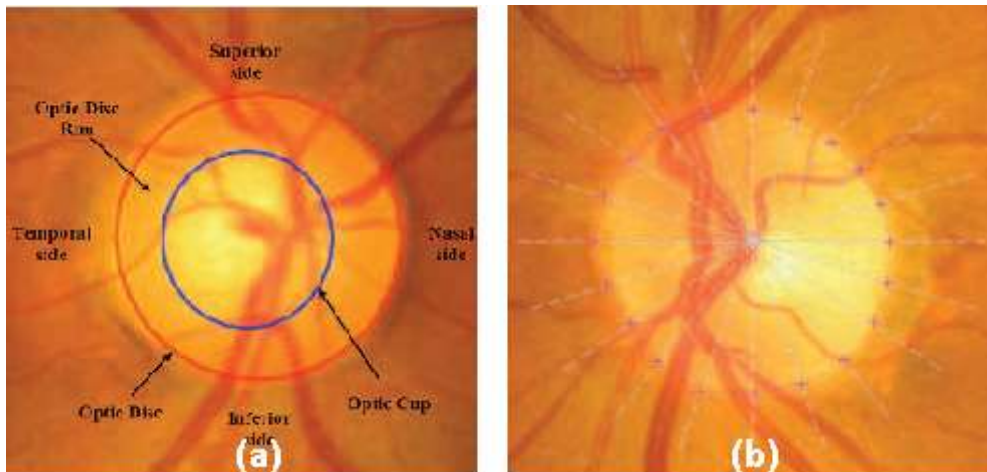 Superior
side
Optic Disc
Rim
Temporal
side
Nasal
side
Optic Disc
Optic Cup
Inferior
side
(a)
(b)